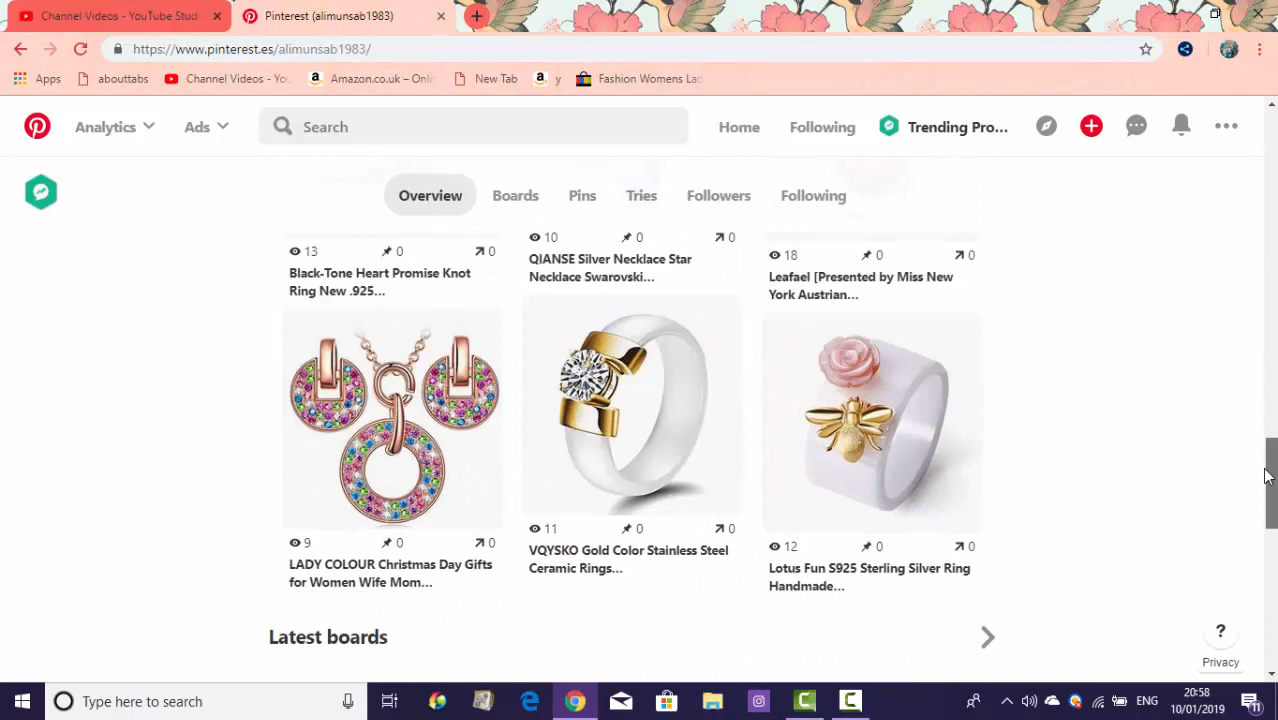 Channel Videos - YouTube Stud
Pinterest (alimunsab1983)
https://www.pinterest.es/alimunsab1983/
Apps
abouttabs
Channel Videos - You
Amazon.co.uk – Onli
New Tab
y
Fashion Womens Lad
Analytics
Ads
Search
Home
Following
Trending Pro...
Overview
Boards
Pins
Tries
Followers
Following
13 0 0
Black-Tone Heart Promise Knot
Ring New .925...
10 0 0
QIANSE Silver Necklace Star
Necklace Swarovski...
18 0 0
Leafael [Presented by Miss New
York Austrian...
9 0 0
LADY COLOUR Christmas Day Gifts
for Women Wife Mom...
11 0 0
VQYSKO Gold Color Stainless Steel
Ceramic Rings...
12 0 0
Lotus Fun S925 Sterling Silver Ring
Handmade...
Latest boards
?
Privacy
Type here to search
ENG
20:58
10/01/2019
11